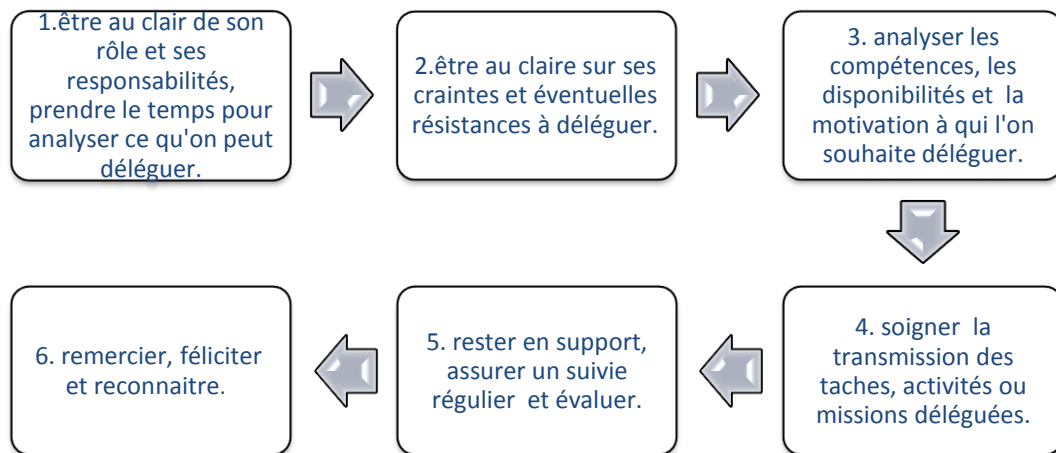 1.être au clair de son
rôle et ses
responsabilités,
prendre le temps pour
analyser ce qu'on peut
déléguer.
2.être au claire sur ses
craintes et éventuelles
résistances à déléguer.
3. analyser les
compétences, les
disponibilités et la
motivation à qui l'on
souhaite déléguer.
4. soigner la
transmission des
taches, activités ou
missions déléguées.
5. rester en support,
assurer un suivie
régulier et évaluer.
6. remercier, féliciter
et reconnaitre.